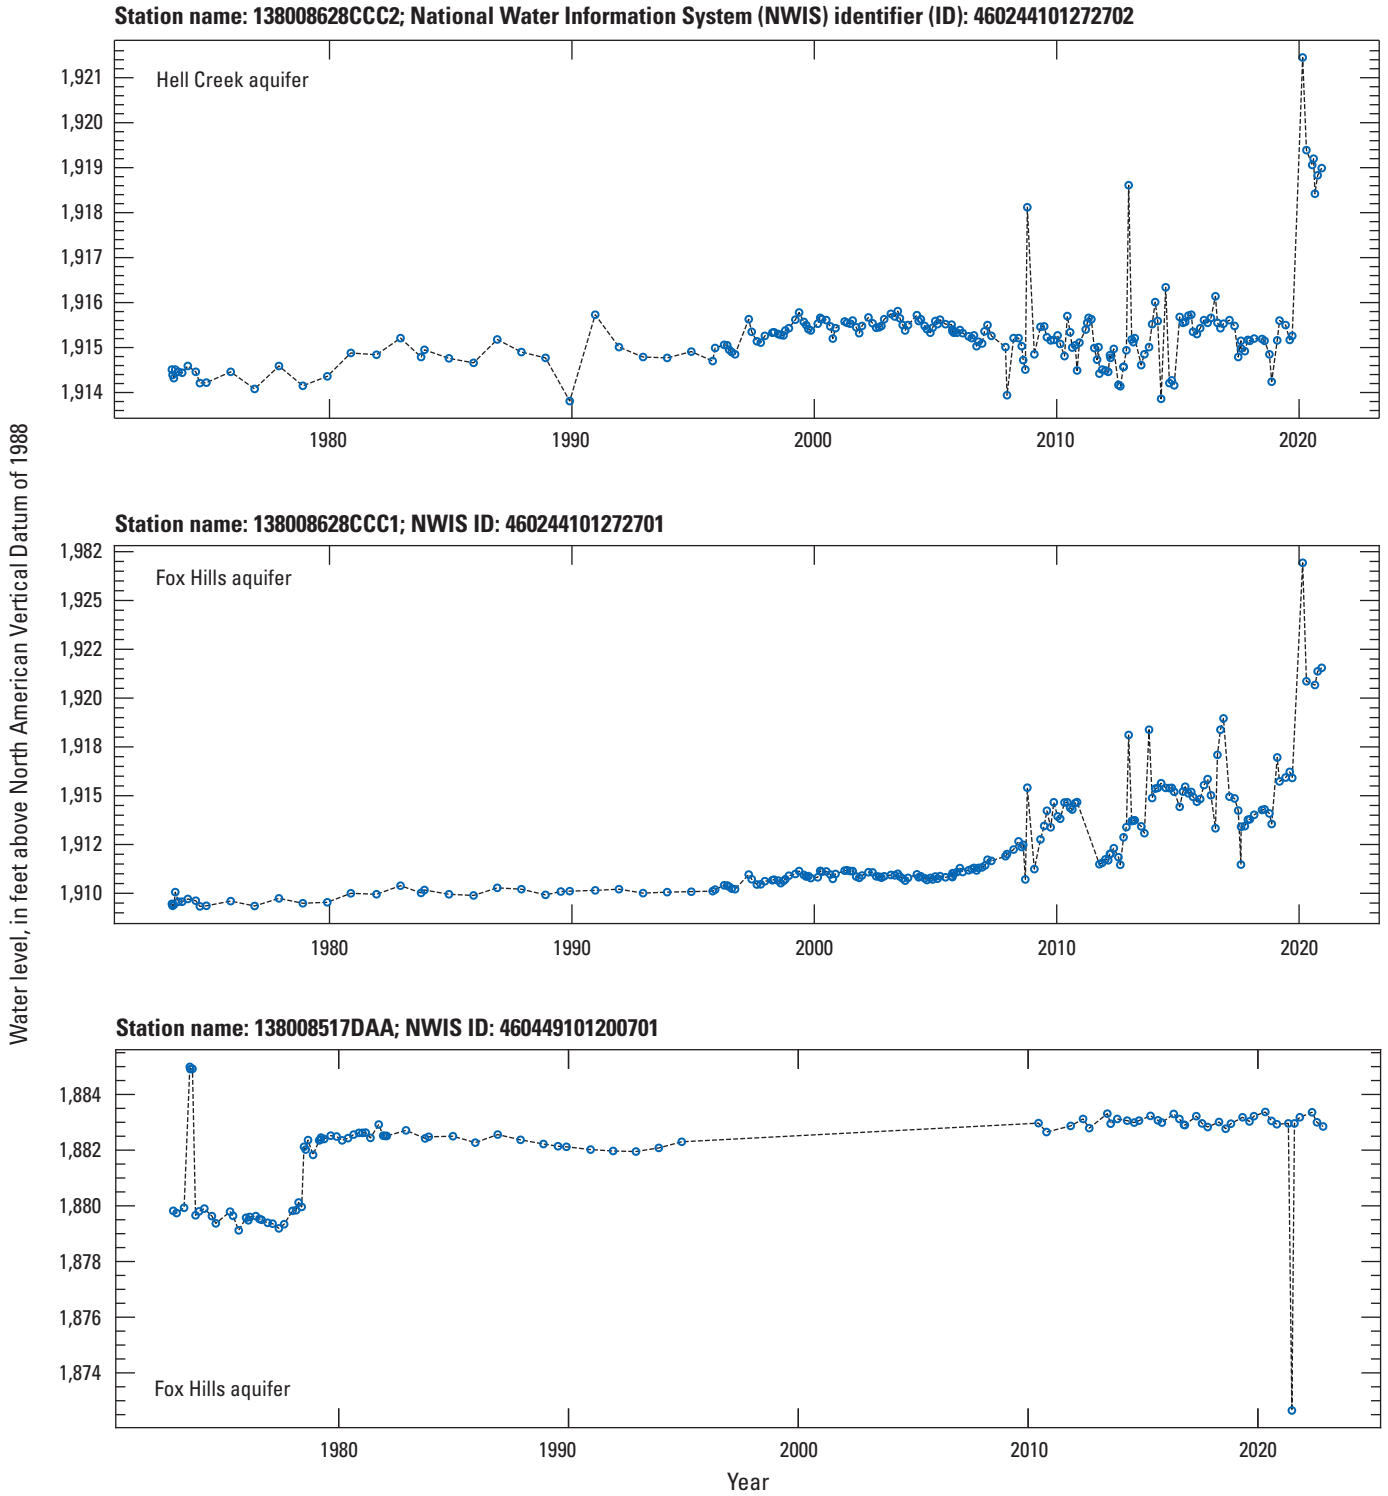 Station name: 138008628CCC2; National Water Information System (NWIS) identifier (ID): 460244101272702
Hell Creek aquifer
1,921
1,920
1,919
1,918
1,917
1,916
1,915
1,914
1980 1990 2000 2010 2020
Water level, in feet above North American Vertical Datum of 1988
Station name: 138008628CCC1; NWIS ID: 460244101272701
Fox Hills aquifer
1,982
1,925
1,922
1,920
1,918
1,915
1,912
1,910
1980 1990 2000 2010 2020
Station name: 138008517DAA; NWIS ID: 460449101200701
1,884
1,882
1,880
1,878
1,876
1,874
Fox Hills aquifer
1980 1990 2000 2010 2020
Year